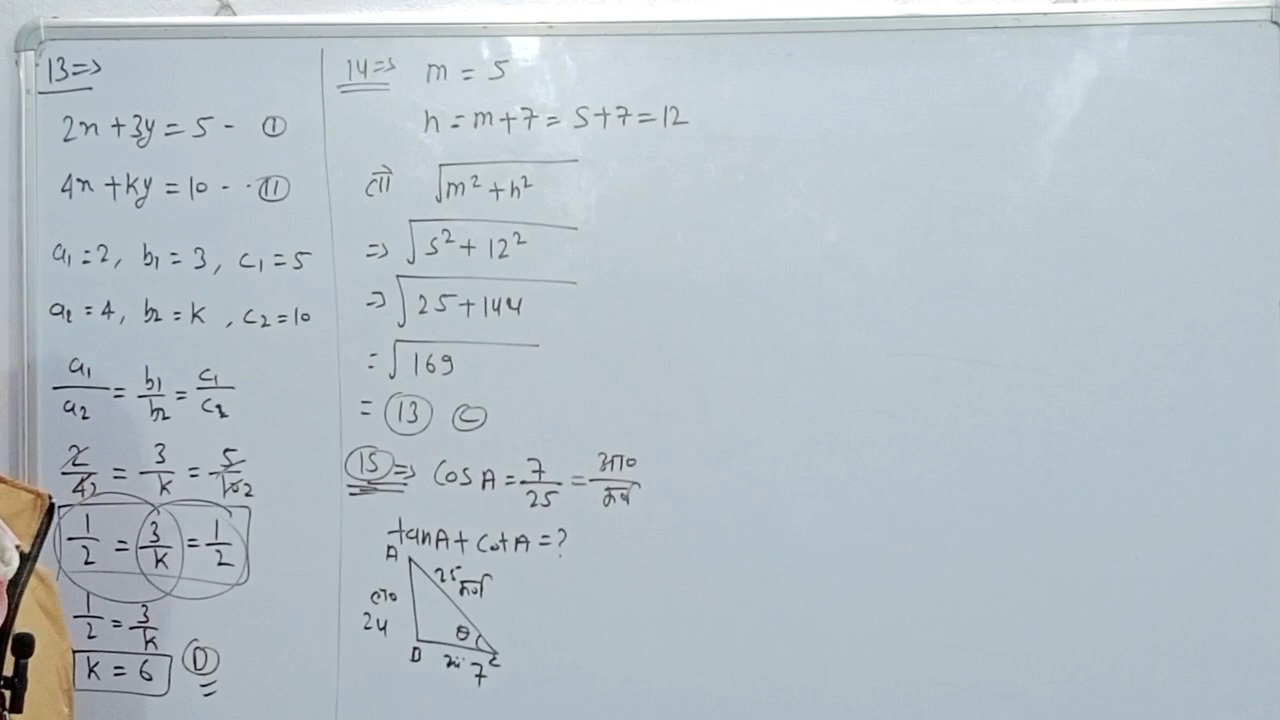 13=>
2x+3y=5- ①
4x+ky=10-- ⑪
a₁=2, b₁=3, c₁=5
a₂=4, b₂=k, c₂=10
a₁/a₂ = b₁/b₂ = c₁/c₂
2/4 2 = 3/k = 5/10 2
1/2 = 3/k = 1/2
1/2 = 3/k
k = 6 D
14=> m = 5
n = m+7 = 5+7 = 12
√m²+n²
=> √5²+12²
=> √25+144
= √169
= 13 C
15=> Cos A = 7/25 =
tanA + cotA = ?
A
25
24
θ
B
C
7